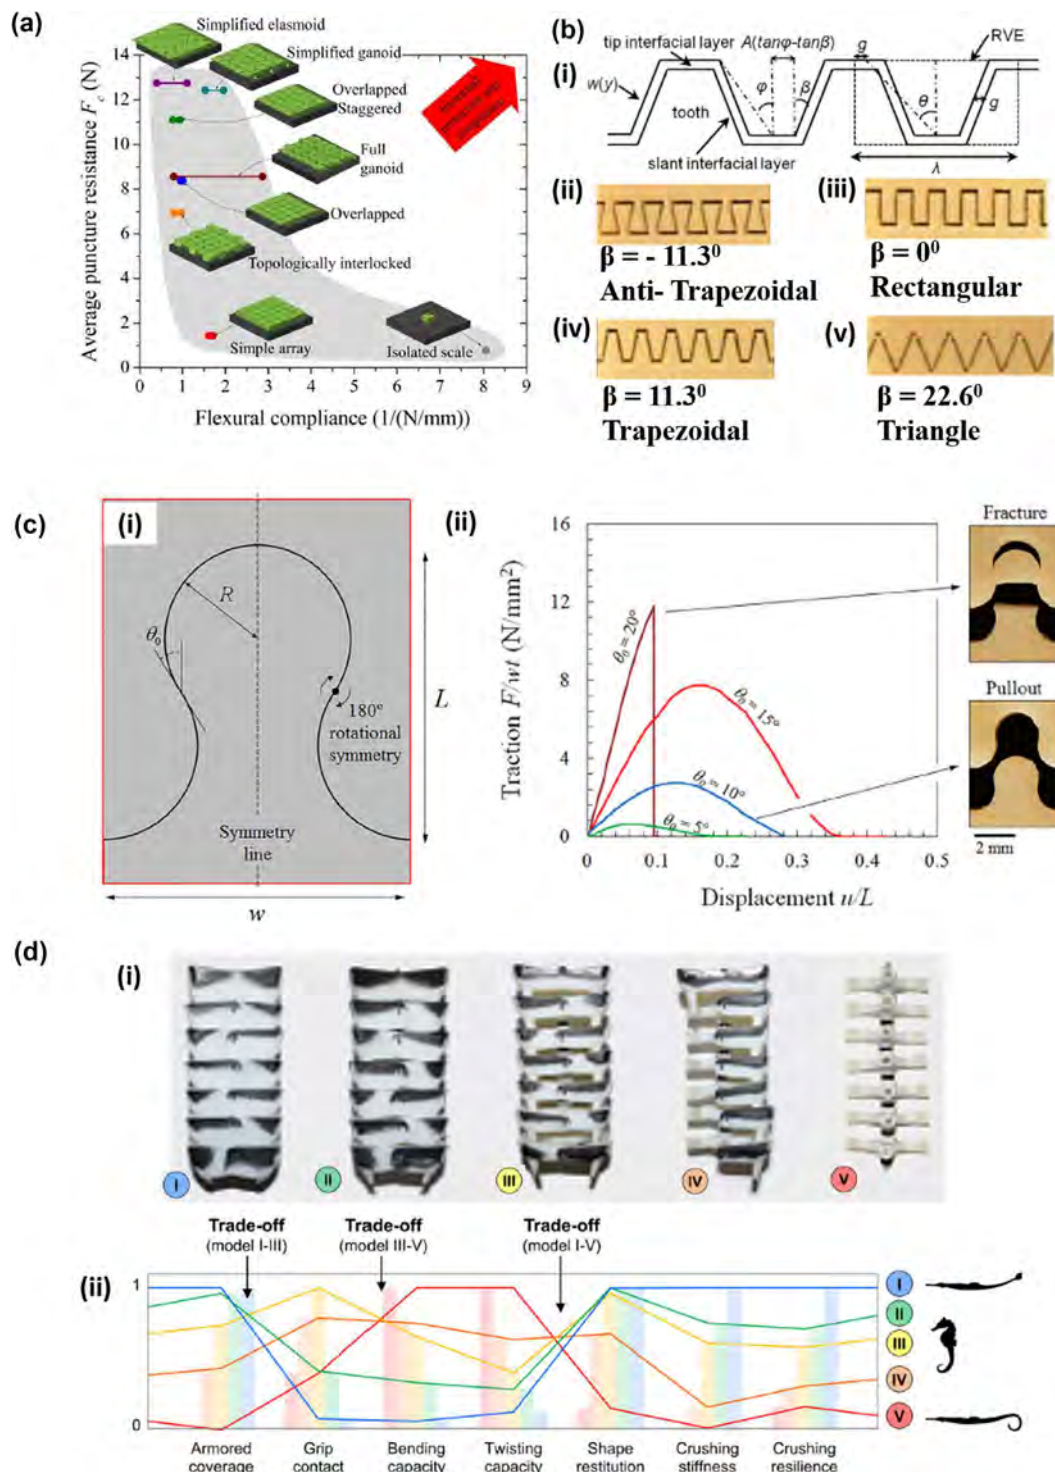 (a)
Simplified elasmoid
Simplified ganoid
Overlapped
Staggered
Full
ganoid
Overlapped
Topologically interlocked
Simple array
Isolated scale
Average puncture resistance F_c (N)
14
12
10
8
6
4
2
0
0 1 2 3 4 5 6 7 8 9
Flexural compliance (1/(N/mm))
(b)
(i)
tip interfacial layer A(tanφ-tanβ) g RVE
w(y)
φ β θ g
tooth
slant interfacial layer
λ
(ii)
β = - 11.3⁰
Anti- Trapezoidal
(iii)
β = 0⁰
Rectangular
(iv)
β = 11.3⁰
Trapezoidal
(v)
β = 22.6⁰
Triangle
(c)
(i)
R
θ₀
L
180°
rotational
symmetry
Symmetry
line
w
(ii)
Traction F/wt (N/mm²)
16
12
8
4
0
0 0.1 0.2 0.3 0.4 0.5
Displacement u/L
θ₀ = 20°
θ₀ = 15°
θ₀ = 10°
θ₀ = 5°
Fracture
Pullout
2 mm
(d)
(i)
I II III IV V
Trade-off
(model I-III)
Trade-off
(model III-V)
Trade-off
(model I-V)
(ii)
1
0
I
II
III
IV
V
Armored
coverage
Grip
contact
Bending
capacity
Twisting
capacity
Shape
restitution
Crushing
stiffness
Crushing
resilience